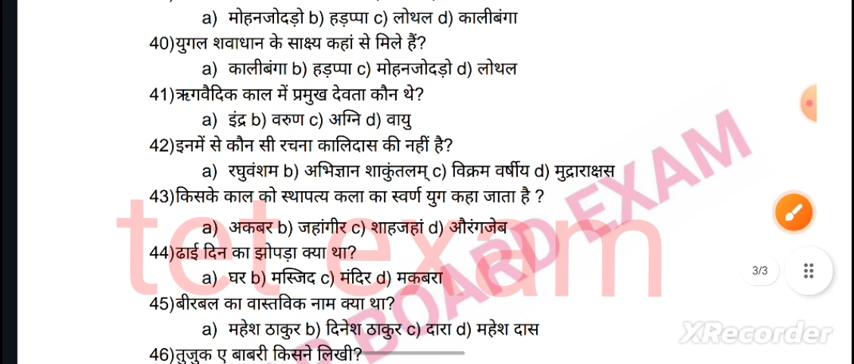 a) मोहनजोदड़ो b) हड़प्पा c) लोथल d) कालीबंगा
40)युगल शवाधान के साक्ष्य कहां से मिले हैं?
a) कालीबंगा b) हड़प्पा c) मोहनजोदड़ो d) लोथल
41)ऋगवैदिक काल में प्रमुख देवता कौन थे?
a) इंद्र b) वरुण c) अग्नि d) वायु
42)इनमें से कौन सी रचना कालिदास की नहीं है?
a) रघुवंशम b) अभिज्ञान शाकुंतलम् c) विक्रम वर्षीय d) मुद्राराक्षस
43)किसके काल को स्थापत्य कला का स्वर्ण युग कहा जाता है ?
a) अकबर b) जहांगीर c) शाहजहां d) औरंगजेब
44)ढाई दिन का झोपड़ा क्या था?
a) घर b) मस्जिद c) मंदिर d) मकबरा
45)बीरबल का वास्तविक नाम क्या था?
a) महेश ठाकुर b) दिनेश ठाकुर c) दारा d) महेश दास
46)तुजुक ए बाबरी किसने लिखी?
tet exam
BOARD EXAM
3/3
XRecorder